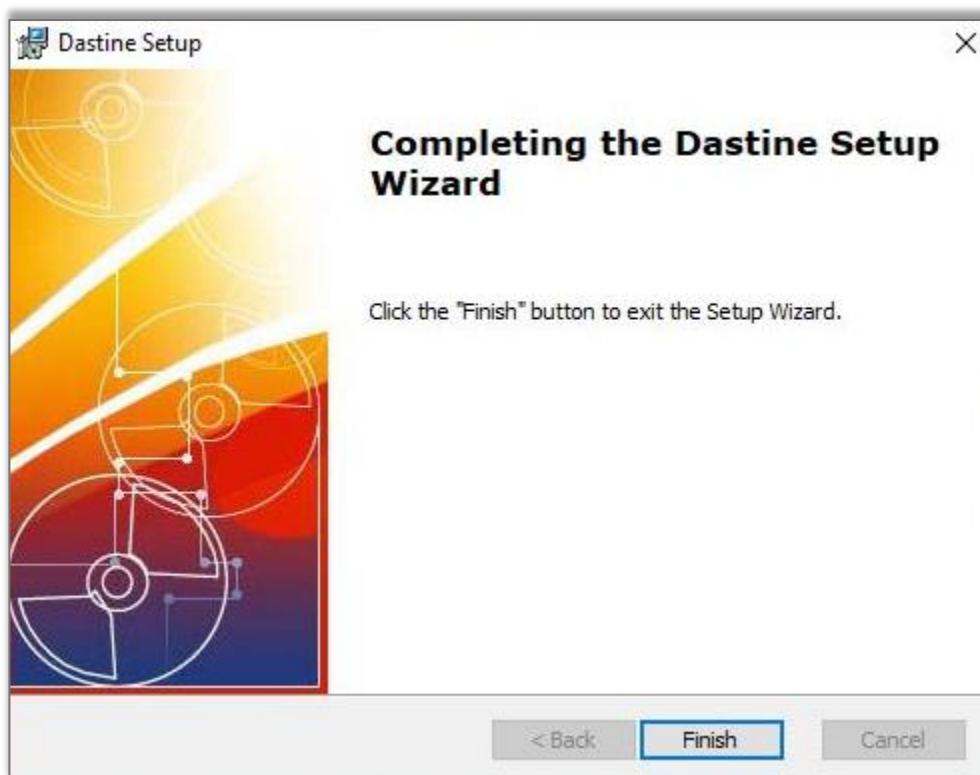 Dastine Setup
Completing the Dastine Setup
Wizard
Click the "Finish" button to exit the Setup Wizard.
< Back Finish Cancel